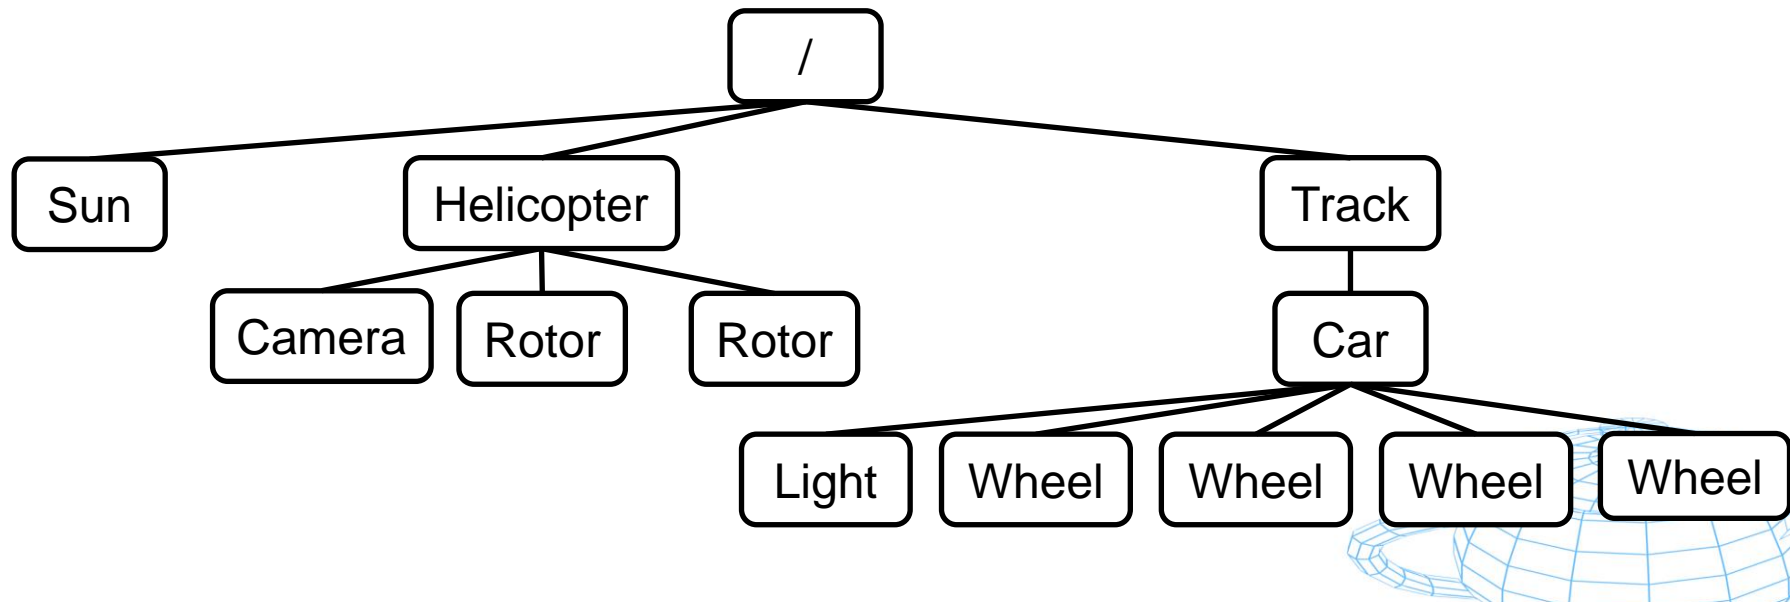 /
Sun
Helicopter
Track
Camera
Rotor
Rotor
Car
Light
Wheel
Wheel
Wheel
Wheel